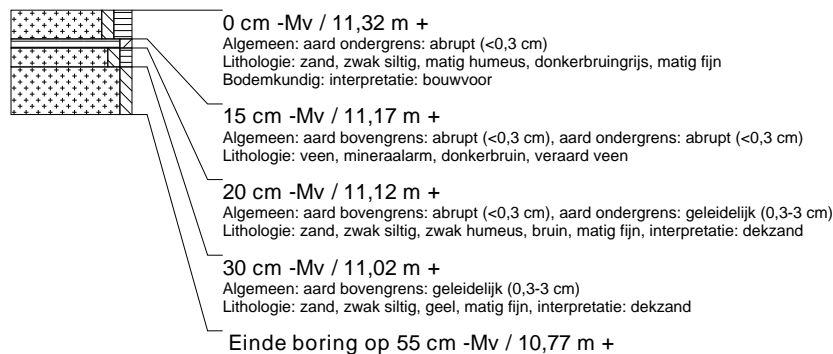 0 cm -Mv / 11,32 m +
Algemeen: aard ondergrens: abrupt (<0,3 cm)
Lithologie: zand, zwak siltig, matig humeus, donkerbruingrijs, matig fijn
Bodemkundig: interpretatie: bouwvoor
15 cm -Mv / 11,17 m +
Algemeen: aard bovengrens: abrupt (<0,3 cm), aard ondergrens: abrupt (<0,3 cm)
Lithologie: veen, mineraalarm, donkerbruin, veraard veen
20 cm -Mv / 11,12 m +
Algemeen: aard bovengrens: abrupt (<0,3 cm), aard ondergrens: geleidelijk (0,3-3 cm)
Lithologie: zand, zwak siltig, zwak humeus, bruin, matig fijn, interpretatie: dekzand
30 cm -Mv / 11,02 m +
Algemeen: aard bovengrens: geleidelijk (0,3-3 cm)
Lithologie: zand, zwak siltig, geel, matig fijn, interpretatie: dekzand
Einde boring op 55 cm -Mv / 10,77 m +